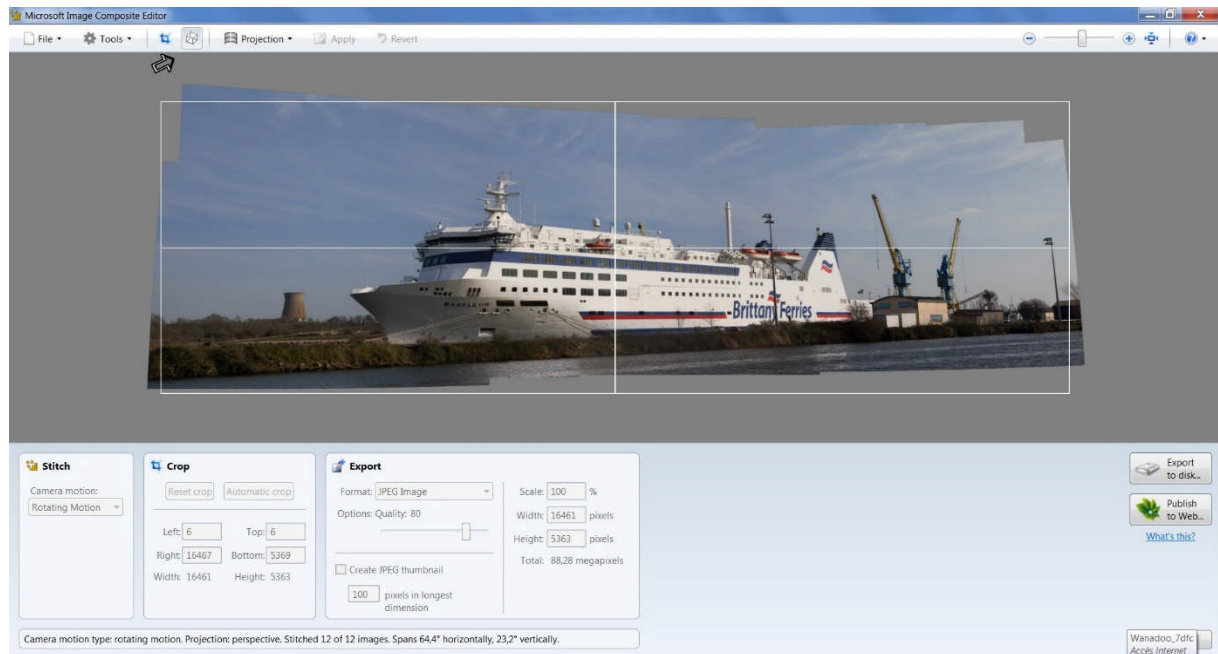 Microsoft Image Composite Editor
File Tools Projection Apply Revert
BARFLEUR
Brittany Ferries
Stitch
Camera motion:
Rotating Motion
Crop
Reset crop Automatic crop
Left: 6 Top: 6
Right: 16467 Bottom: 5369
Width: 16461 Height: 5363
Export
Format: JPEG Image
Options: Quality: 80
Create JPEG thumbnail
100 pixels in longest
dimension
Scale: 100 %
Width: 16461 pixels
Height: 5363 pixels
Total: 88,28 megapixels
Export
to disk...
Publish
to Web...
What's this?
Camera motion type: rotating motion. Projection: perspective. Stitched 12 of 12 images. Spans 64,4° horizontally, 23,2° vertically.
Wanadoo_7dfc
Accès Internet